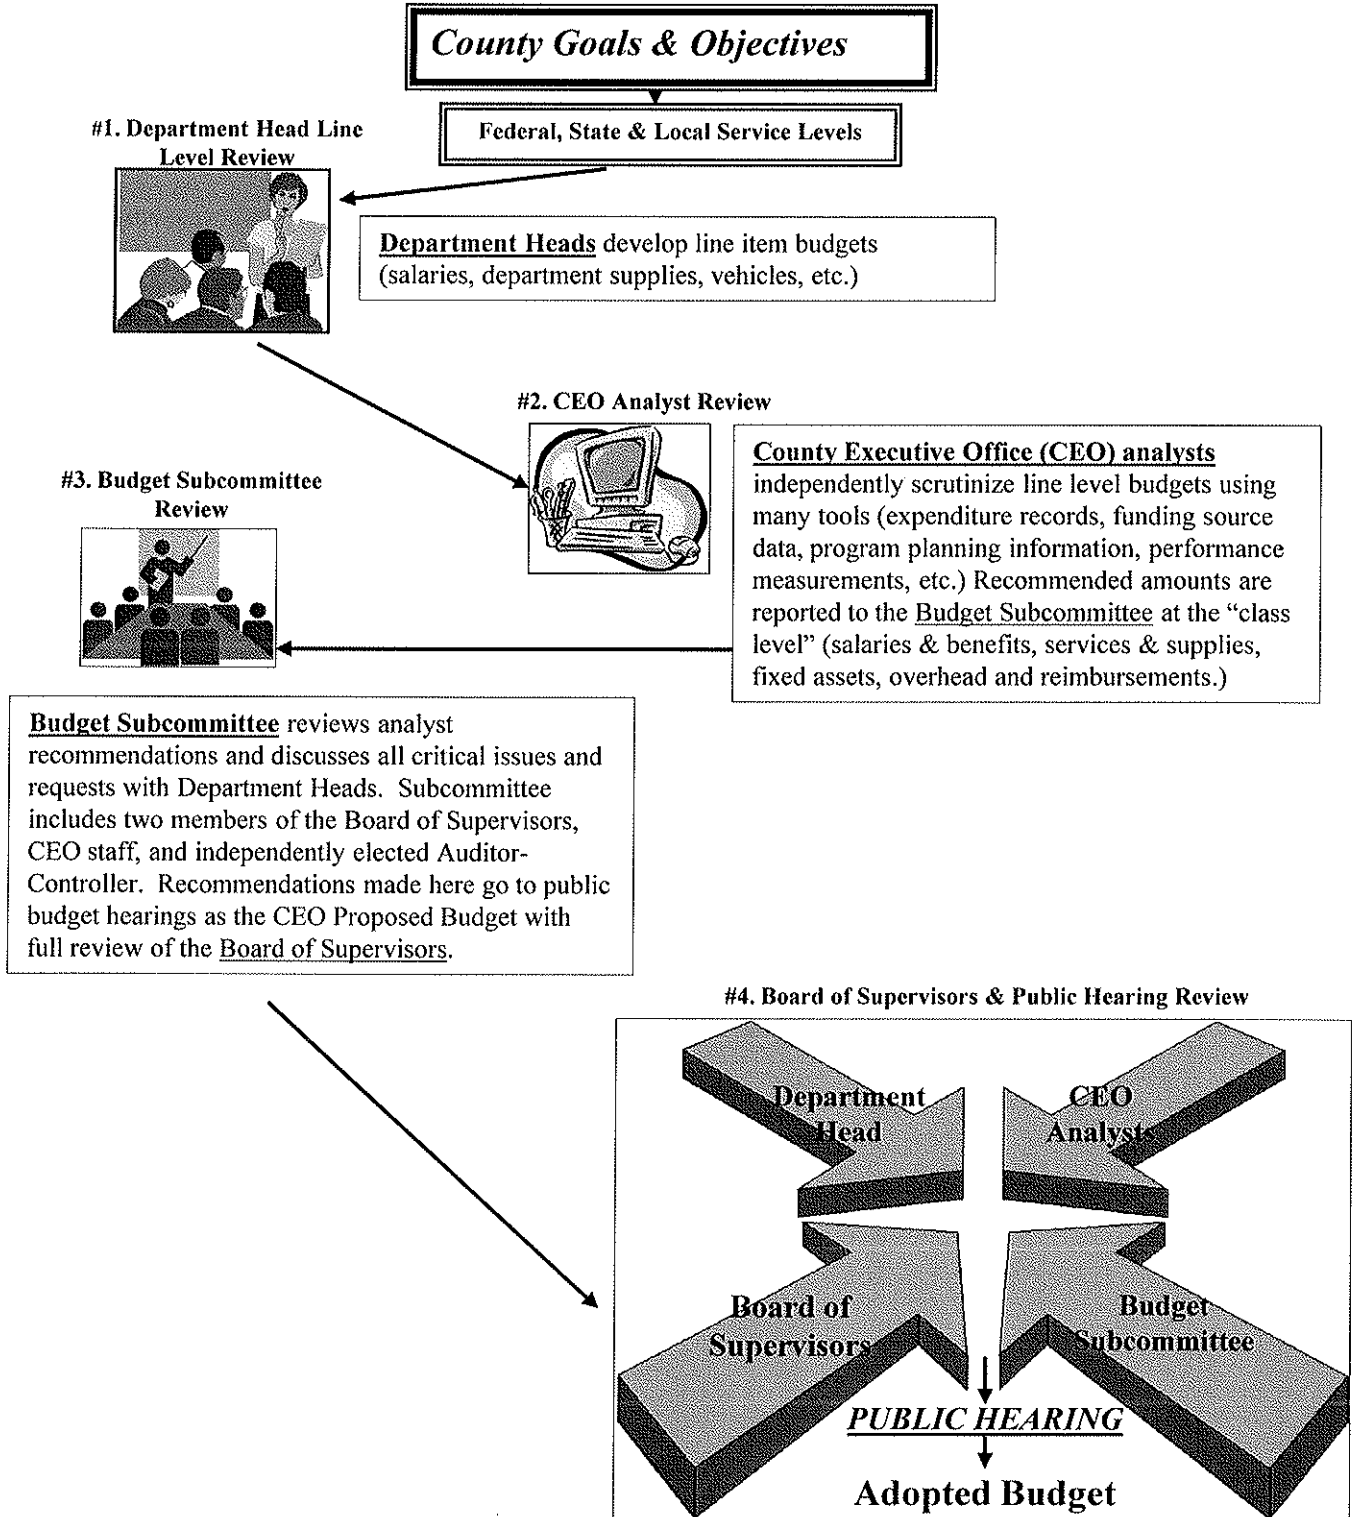 County Goals & Objectives
Federal, State & Local Service Levels
#1. Department Head Line
Level Review
Department Heads develop line item budgets
(salaries, department supplies, vehicles, etc.)
#2. CEO Analyst Review
County Executive Office (CEO) analysts
independently scrutinize line level budgets using
many tools (expenditure records, funding source
data, program planning information, performance
measurements, etc.) Recommended amounts are
reported to the Budget Subcommittee at the “class
level” (salaries & benefits, services & supplies,
fixed assets, overhead and reimbursements.)
#3. Budget Subcommittee
Review
Budget Subcommittee reviews analyst
recommendations and discusses all critical issues and
requests with Department Heads. Subcommittee
includes two members of the Board of Supervisors,
CEO staff, and independently elected Auditor-
Controller. Recommendations made here go to public
budget hearings as the CEO Proposed Budget with
full review of the Board of Supervisors.
#4. Board of Supervisors & Public Hearing Review
Department
Head
CEO
Analysts
Board of
Supervisors
Budget
Subcommittee
PUBLIC HEARING
Adopted Budget